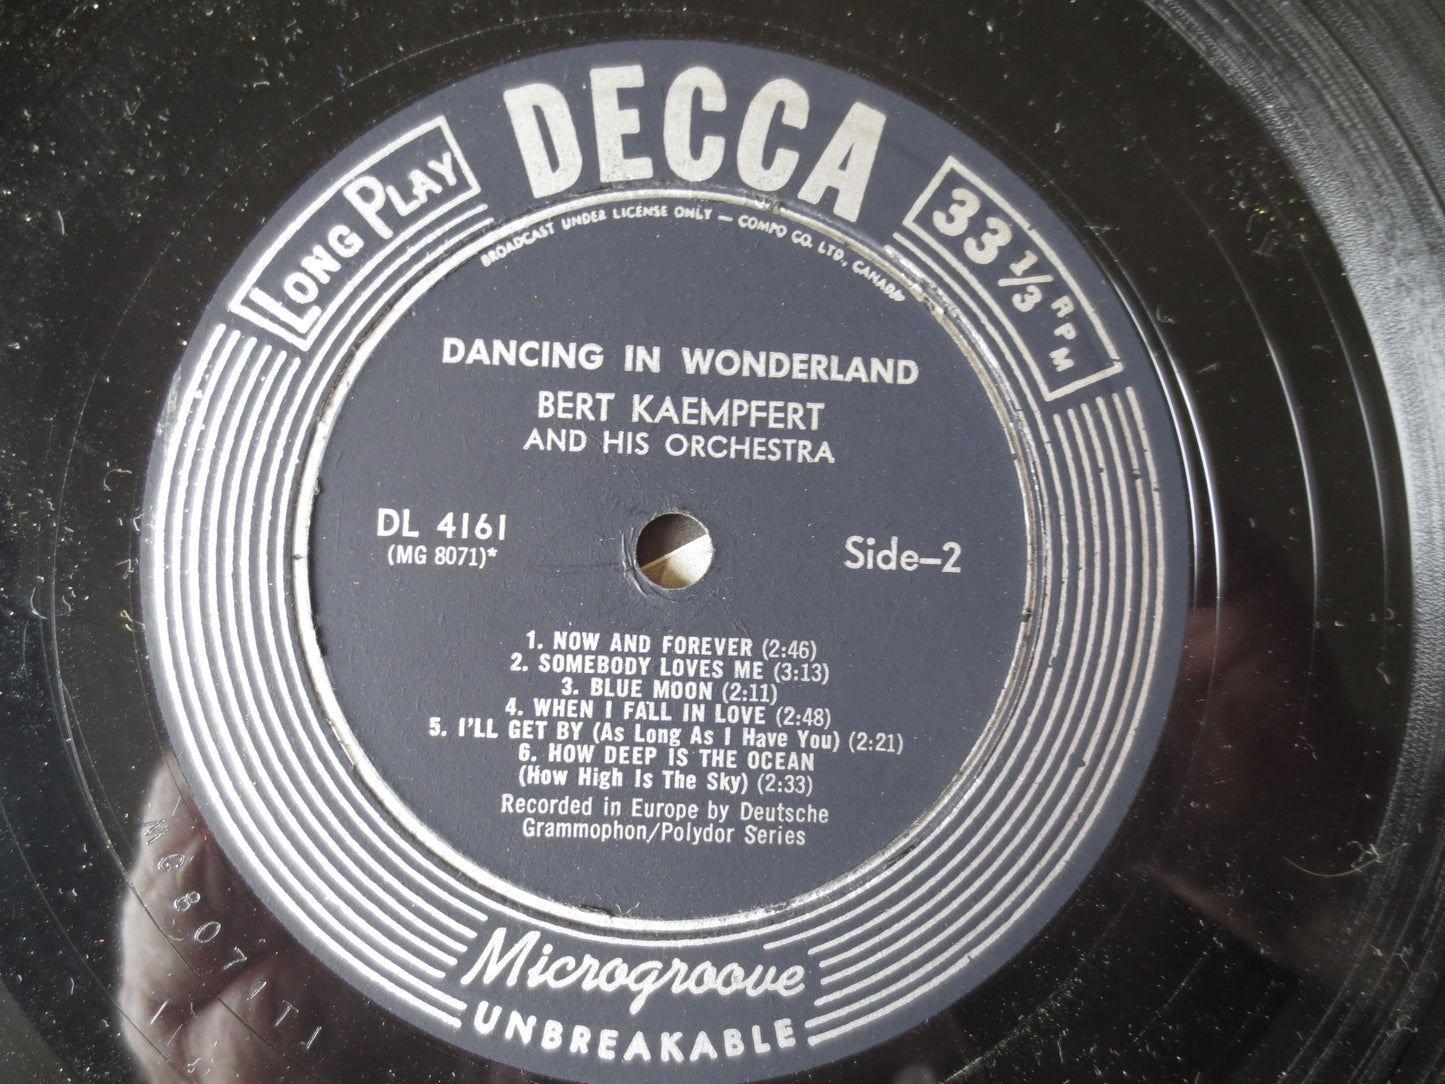 DECCA
LONG PLAY
33 1/3 RPM
BROADCAST UNDER LICENSE ONLY — COMPO CO. LTD., CANADA
DANCING IN WONDERLAND
BERT KAEMPFERT
AND HIS ORCHESTRA
DL 4161
(MG 8071)*
Side–2
1. NOW AND FOREVER (2:46)
2. SOMEBODY LOVES ME (3:13)
3. BLUE MOON (2:11)
4. WHEN I FALL IN LOVE (2:48)
5. I'LL GET BY (As Long As I Have You) (2:21)
6. HOW DEEP IS THE OCEAN
(How High Is The Sky) (2:33)
Recorded in Europe by Deutsche
Grammophon/Polydor Series
Microgroove
UNBREAKABLE
MG 8071